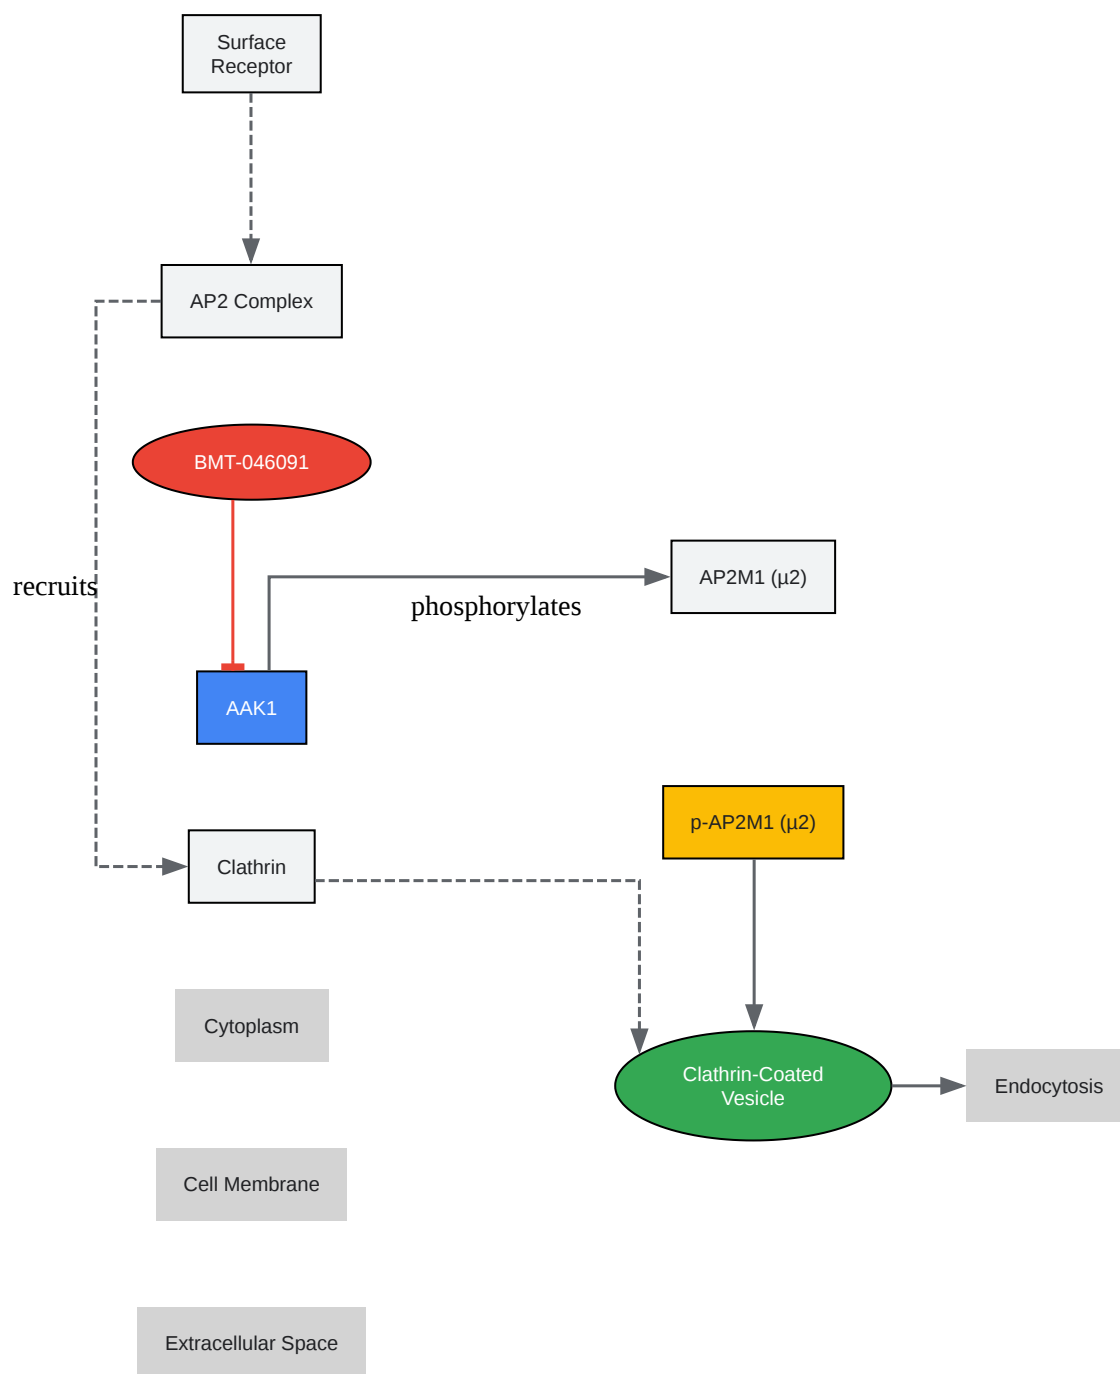 Surface
Receptor
AP2 Complex
BMT-046091
recruits
AP2M1 (µ2)
phosphorylates
AAK1
p-AP2M1 (µ2)
Clathrin
Cytoplasm
Clathrin-Coated
Vesicle
Endocytosis
Cell Membrane
Extracellular Space